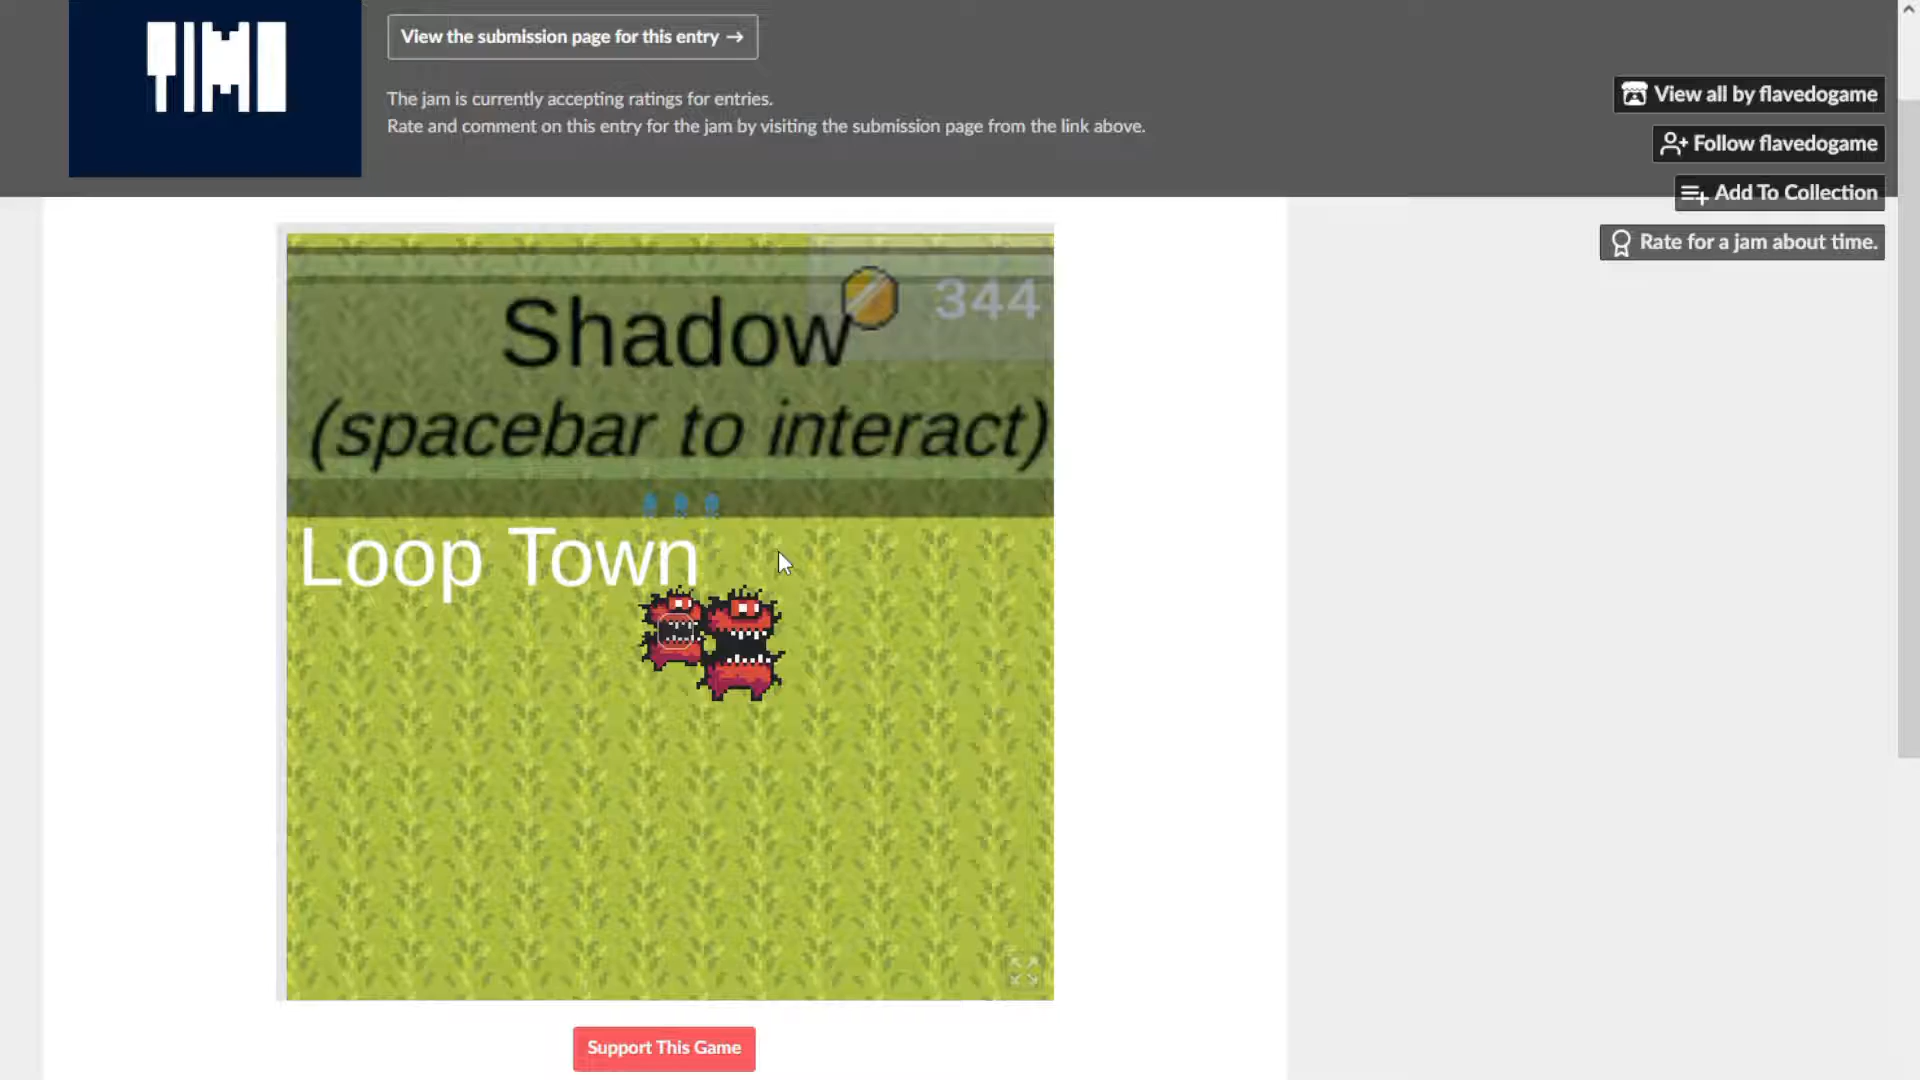 TIMI
View the submission page for this entry →
The jam is currently accepting ratings for entries.
Rate and comment on this entry for the jam by visiting the submission page from the link above.
View all by flavedogame
Follow flavedogame
Add To Collection
Rate for a jam about time.
344
Shadow
(spacebar to interact)
Loop Town
Support This Game